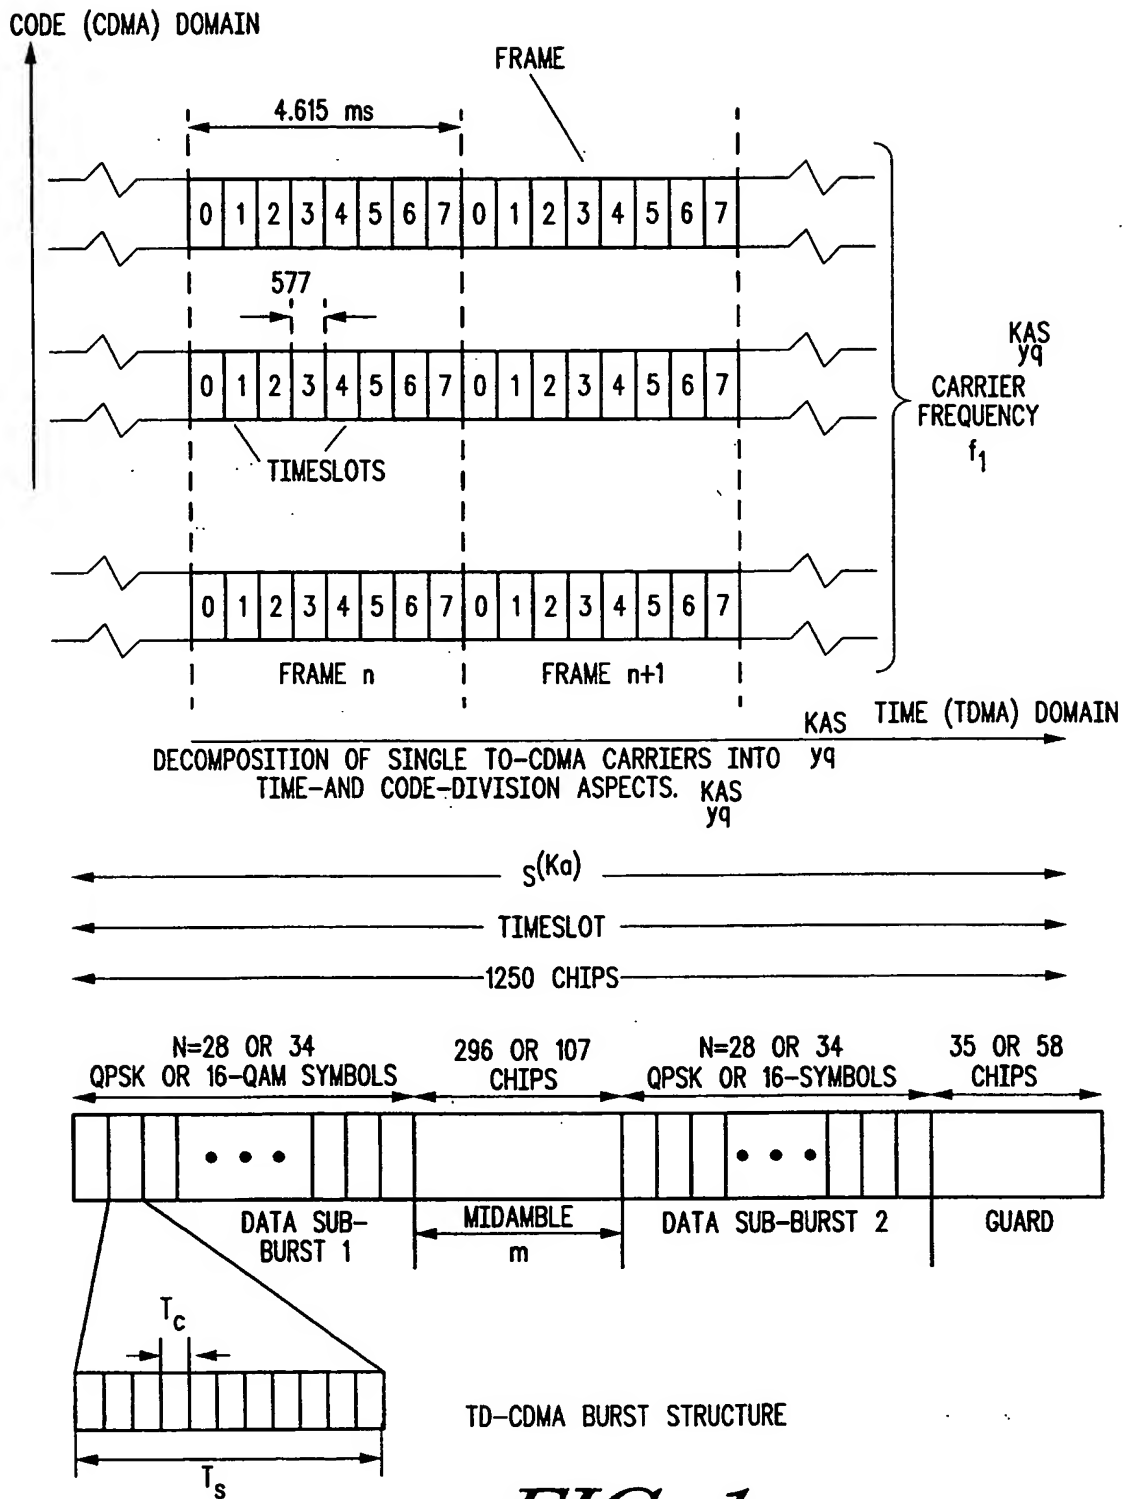 CODE (CDMA) DOMAIN
FRAME
4.615 ms
0 1 2 3 4 5 6 7 0 1 2 3 4 5 6 7
577
0 1 2 3 4 5 6 7 0 1 2 3 4 5 6 7
TIMESLOTS
KAS
yq
CARRIER
FREQUENCY
f1
0 1 2 3 4 5 6 7 0 1 2 3 4 5 6 7
FRAME n FRAME n+1
TIME (TDMA) DOMAIN
KAS
yq
DECOMPOSITION OF SINGLE TO-CDMA CARRIERS INTO
TIME-AND CODE-DIVISION ASPECTS.
KAS
yq
S(Ka)
TIMESLOT
1250 CHIPS
N=28 OR 34
QPSK OR 16-QAM SYMBOLS
296 OR 107
CHIPS
N=28 OR 34
QPSK OR 16-SYMBOLS
35 OR 58
CHIPS
DATA SUB-
BURST 1
MIDAMBLE
m
DATA SUB-BURST 2
GUARD
Tc
Ts
TD-CDMA BURST STRUCTURE
FIG. 1